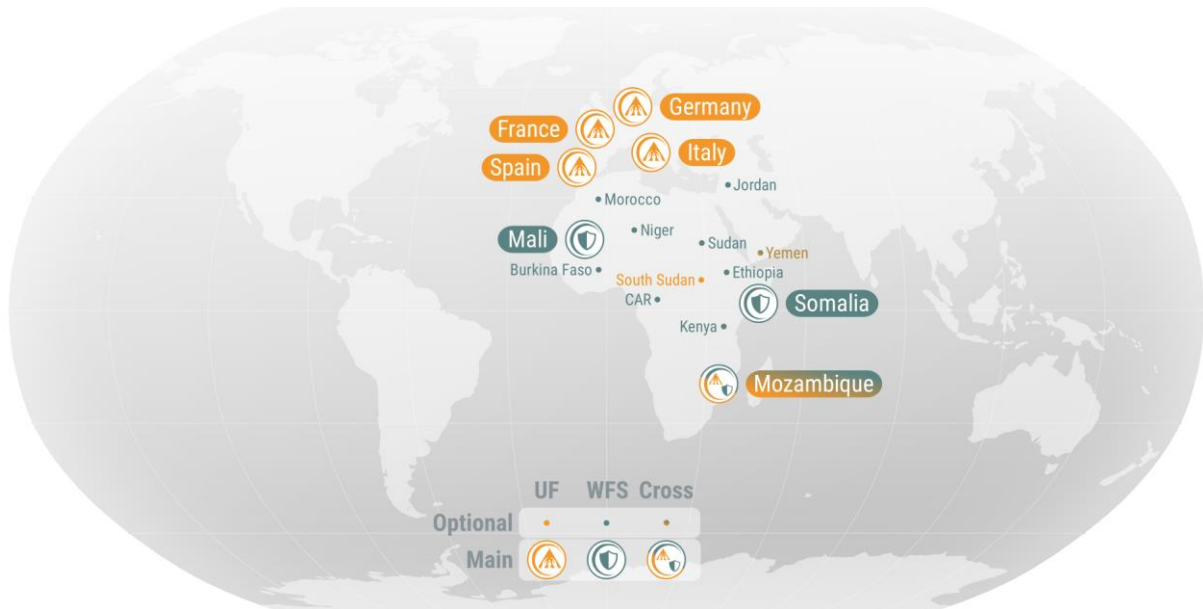 Germany
France
Italy
Spain
Jordan
Morocco
Niger
Mali
Sudan
Yemen
Burkina Faso
Ethiopia
South Sudan
CAR
Somalia
Kenya
Mozambique
UF WFS Cross
Optional
Main